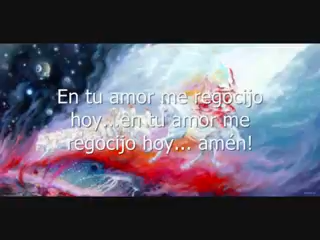 En tu amor me regocijo
hoy...en tu amor me
regocijo hoy... amén!